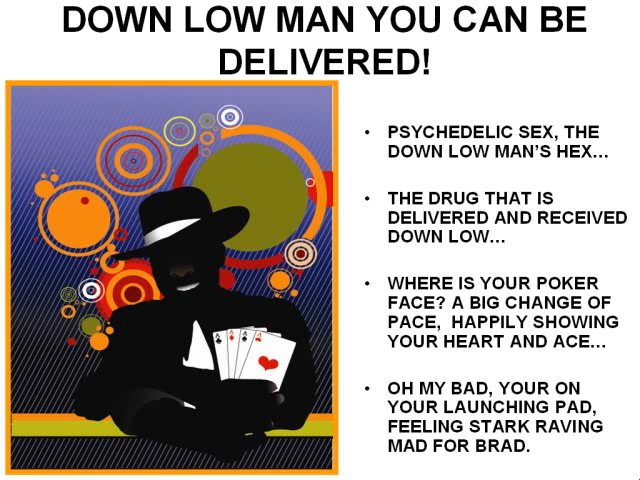 DOWN LOW MAN YOU CAN BE
DELIVERED!
• PSYCHEDELIC SEX, THE
DOWN LOW MAN'S HEX…
• THE DRUG THAT IS
DELIVERED AND RECEIVED
DOWN LOW…
• WHERE IS YOUR POKER
FACE? A BIG CHANGE OF
PACE,  HAPPILY SHOWING
YOUR HEART AND ACE…
• OH MY BAD, YOUR ON
YOUR LAUNCHING PAD,
FEELING STARK RAVING
MAD FOR BRAD.
A A A A